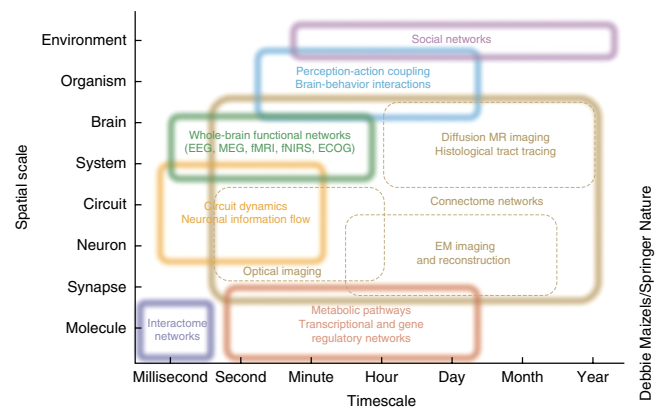 Environment
Organism
Brain
System
Circuit
Neuron
Synapse
Molecule
Spatial scale
Social networks
Perception-action coupling
Brain-behavior interactions
Whole-brain functional networks
(EEG, MEG, fMRI, fNIRS, ECOG)
Diffusion MR imaging
Histological tract tracing
Circuit dynamics
Neuronal information flow
Connectome networks
EM imaging
and reconstruction
Optical imaging
Interactome
networks
Metabolic pathways
Transcriptional and gene
regulatory networks
Millisecond
Second
Minute
Hour
Day
Month
Year
Timescale
Debbie Maizels/Springer Nature